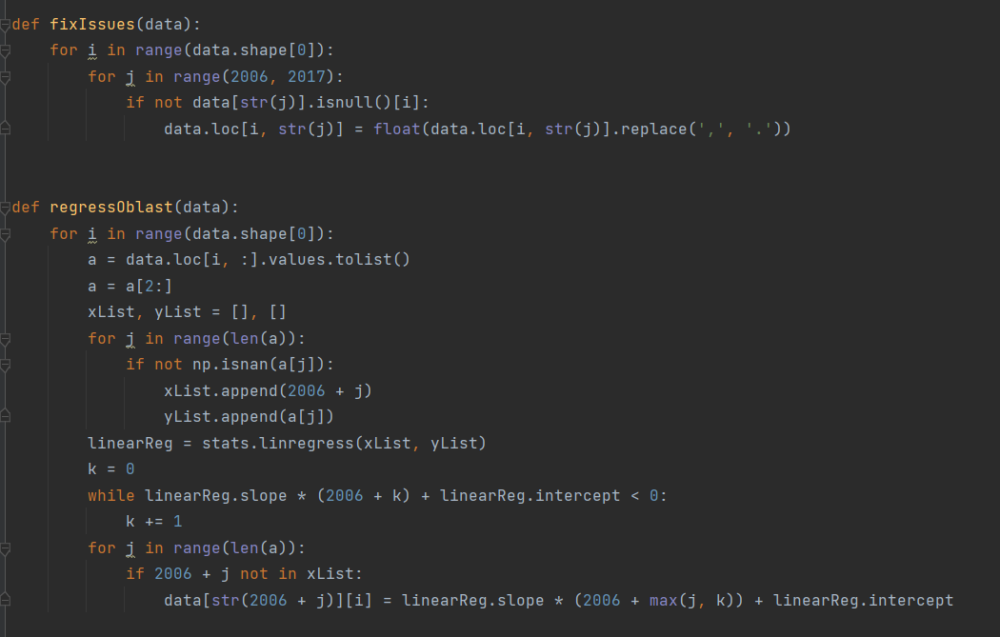 def fixIssues(data):
    for i in range(data.shape[0]):
        for j in range(2006, 2017):
            if not data[str(j)].isnull()[i]:
                data.loc[i, str(j)] = float(data.loc[i, str(j)].replace(',', '.'))
def regressOblast(data):
    for i in range(data.shape[0]):
        a = data.loc[i, :].values.tolist()
        a = a[2:]
        xList, yList = [], []
        for j in range(len(a)):
            if not np.isnan(a[j]):
                xList.append(2006 + j)
                yList.append(a[j])
        linearReg = stats.linregress(xList, yList)
        k = 0
        while linearReg.slope * (2006 + k) + linearReg.intercept < 0:
            k += 1
        for j in range(len(a)):
            if 2006 + j not in xList:
                data[str(2006 + j)][i] = linearReg.slope * (2006 + max(j, k)) + linearReg.intercept